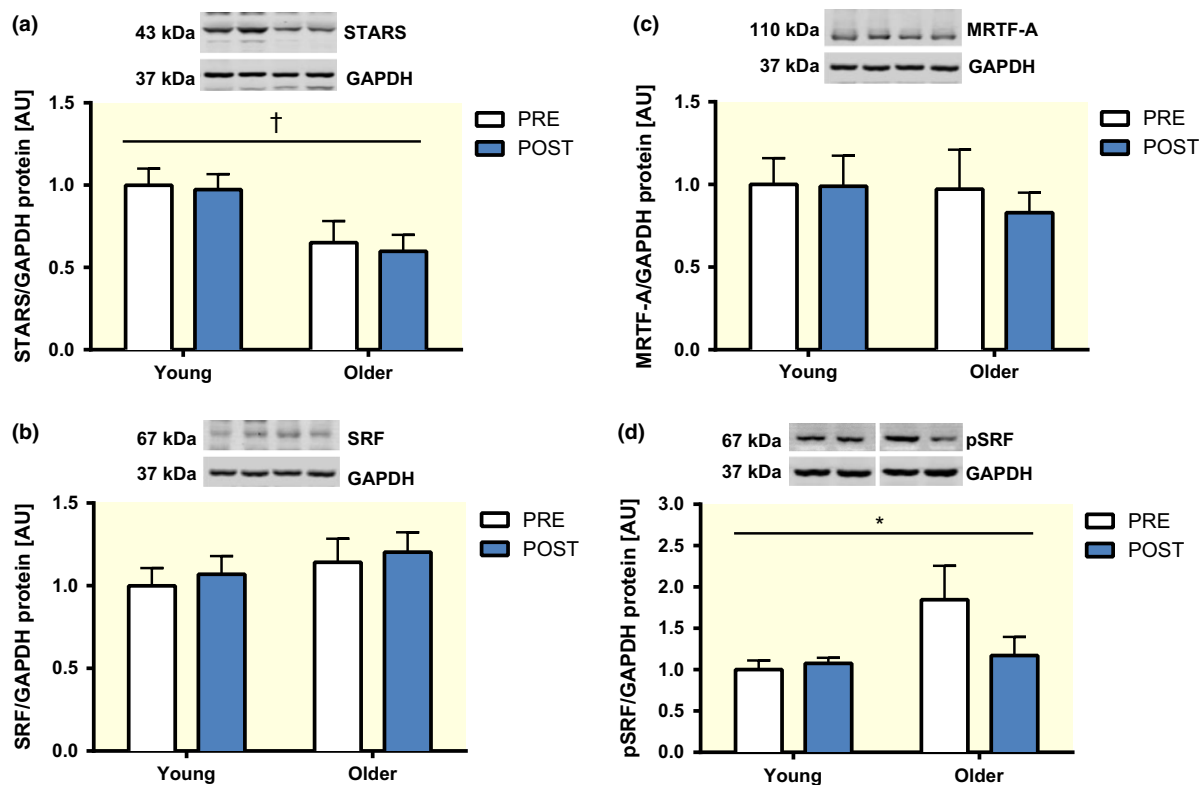 (a)
43 kDa STARS
37 kDa GAPDH
STARS/GAPDH protein [AU]
1.5
1.0
0.5
0.0
†
PRE
POST
Young Older
(b)
67 kDa SRF
37 kDa GAPDH
SRF/GAPDH protein [AU]
1.5
1.0
0.5
0.0
PRE
POST
Young Older
(c)
110 kDa MRTF-A
37 kDa GAPDH
MRTF-A/GAPDH protein [AU]
1.5
1.0
0.5
0.0
PRE
POST
Young Older
(d)
67 kDa pSRF
37 kDa GAPDH
pSRF/GAPDH protein [AU]
3.0
2.5
2.0
1.5
1.0
0.5
0.0
*
PRE
POST
Young Older